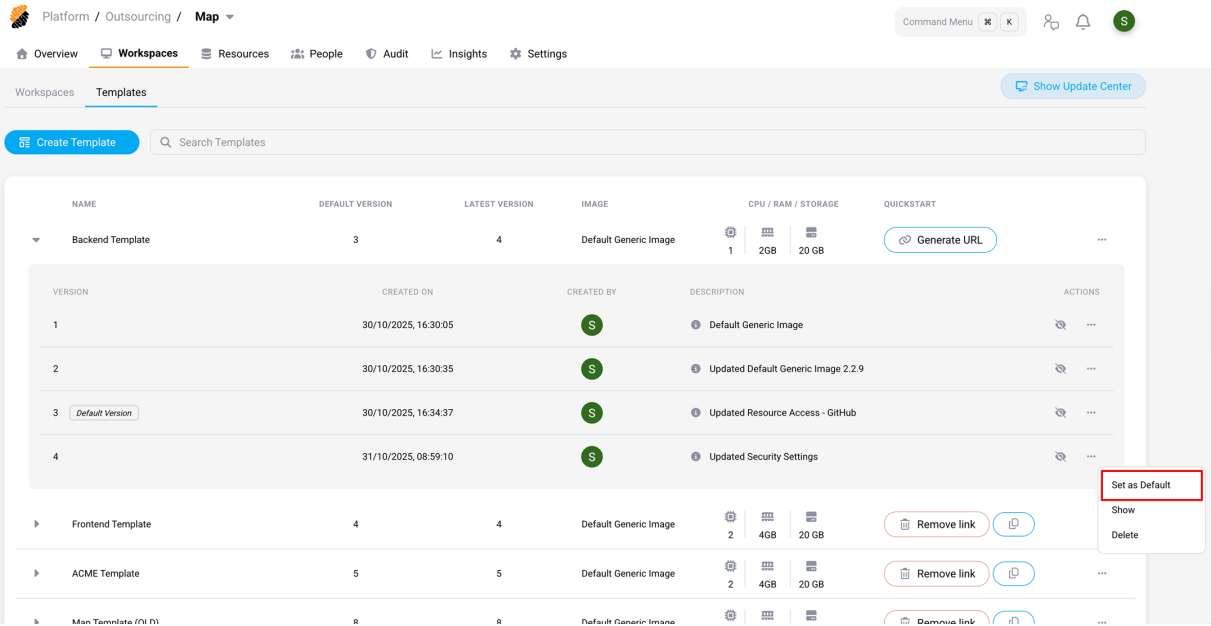 Platform / Outsourcing / Map
Command Menu ⌘ K
S
Overview Workspaces Resources People Audit Insights Settings
Workspaces Templates
Show Update Center
Create Template Search Templates
NAME DEFAULT VERSION LATEST VERSION IMAGE CPU / RAM / STORAGE QUICKSTART
Backend Template 3 4 Default Generic Image 1 2GB 20 GB Generate URL ...
VERSION CREATED ON CREATED BY DESCRIPTION ACTIONS
1 30/10/2025, 16:30:05 S Default Generic Image ...
2 30/10/2025, 16:30:35 S Updated Default Generic Image 2.2.9 ...
3 Default Version 30/10/2025, 16:34:37 S Updated Resource Access - GitHub ...
4 31/10/2025, 08:59:10 S Updated Security Settings ...
Set as Default
Show
Delete
Frontend Template 4 4 Default Generic Image 2 4GB 20 GB Remove link
ACME Template 5 5 Default Generic Image 2 4GB 20 GB Remove link ...
Map Template (OLD) 8 8 Default Generic Image Remove link ...